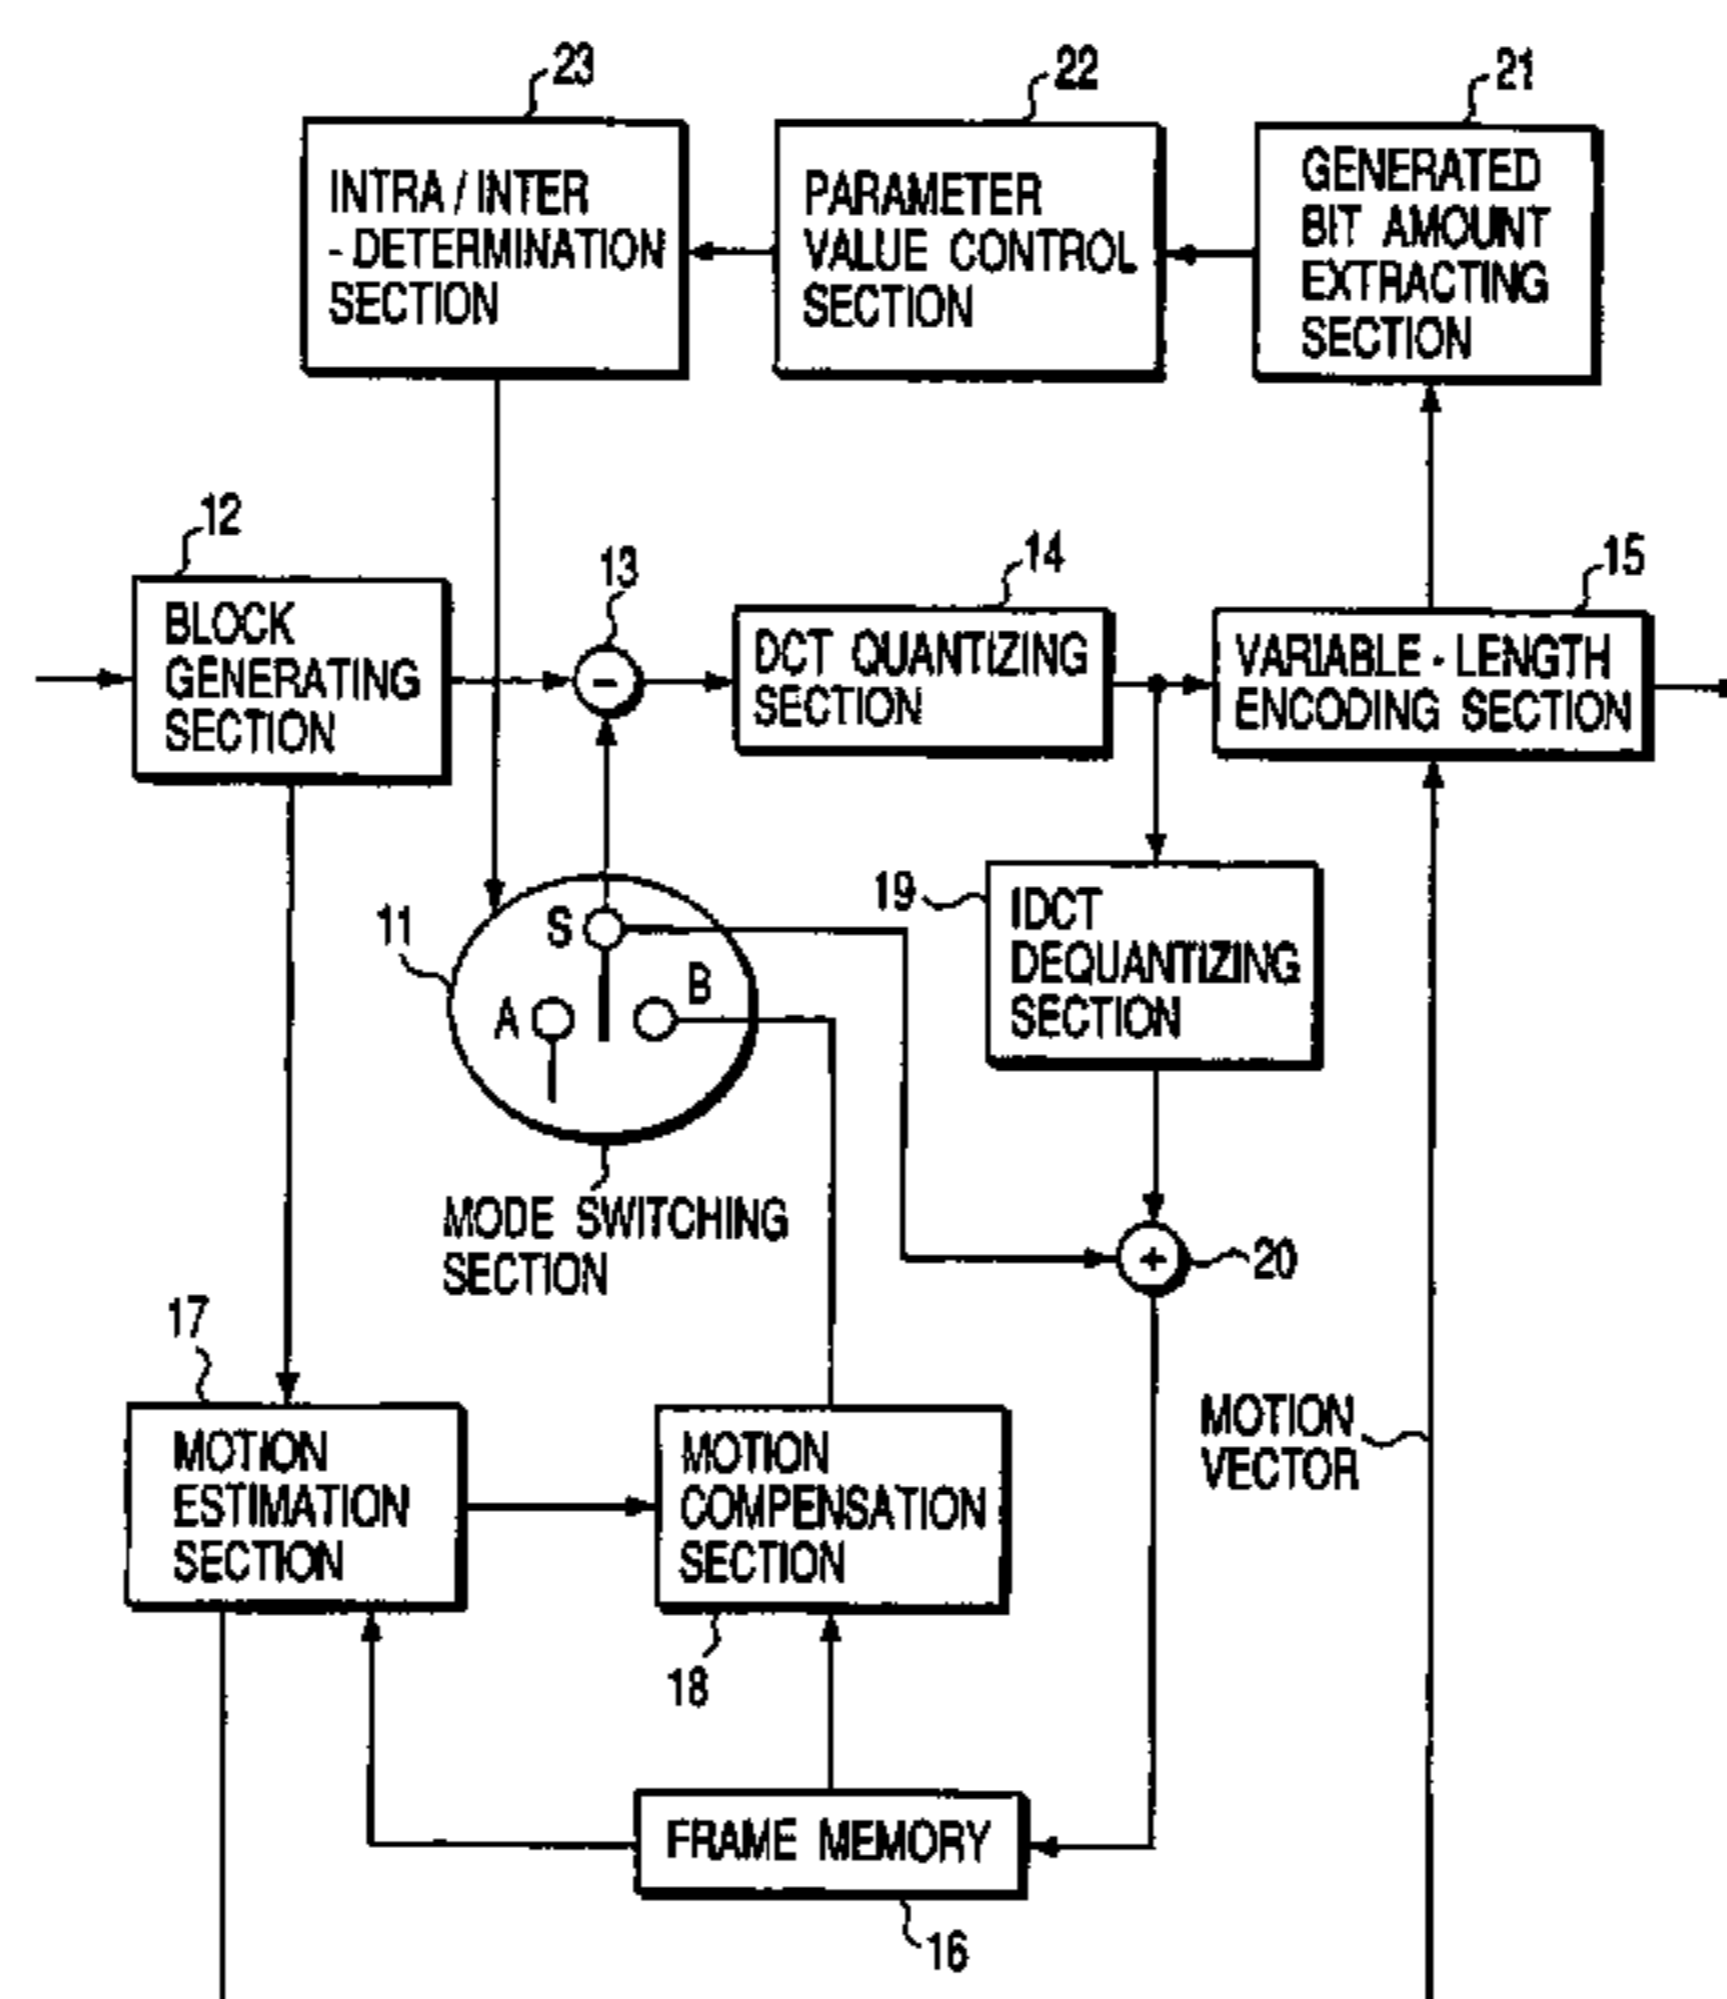 23
22
21
INTRA / INTER
- DETERMINATION
SECTION
PARAMETER
VALUE CONTROL
SECTION
GENERATED
BIT AMOUNT
EXTRACTING
SECTION
12
13
14
15
BLOCK
GENERATING
SECTION
-
DCT QUANTIZING
SECTION
VARIABLE - LENGTH
ENCODING SECTION
11
S
A
B
19
IDCT
DEQUANTIZING
SECTION
MODE SWITCHING
SECTION
+
20
17
MOTION
ESTIMATION
SECTION
MOTION
COMPENSATION
SECTION
18
MOTION
VECTOR
FRAME MEMORY
16